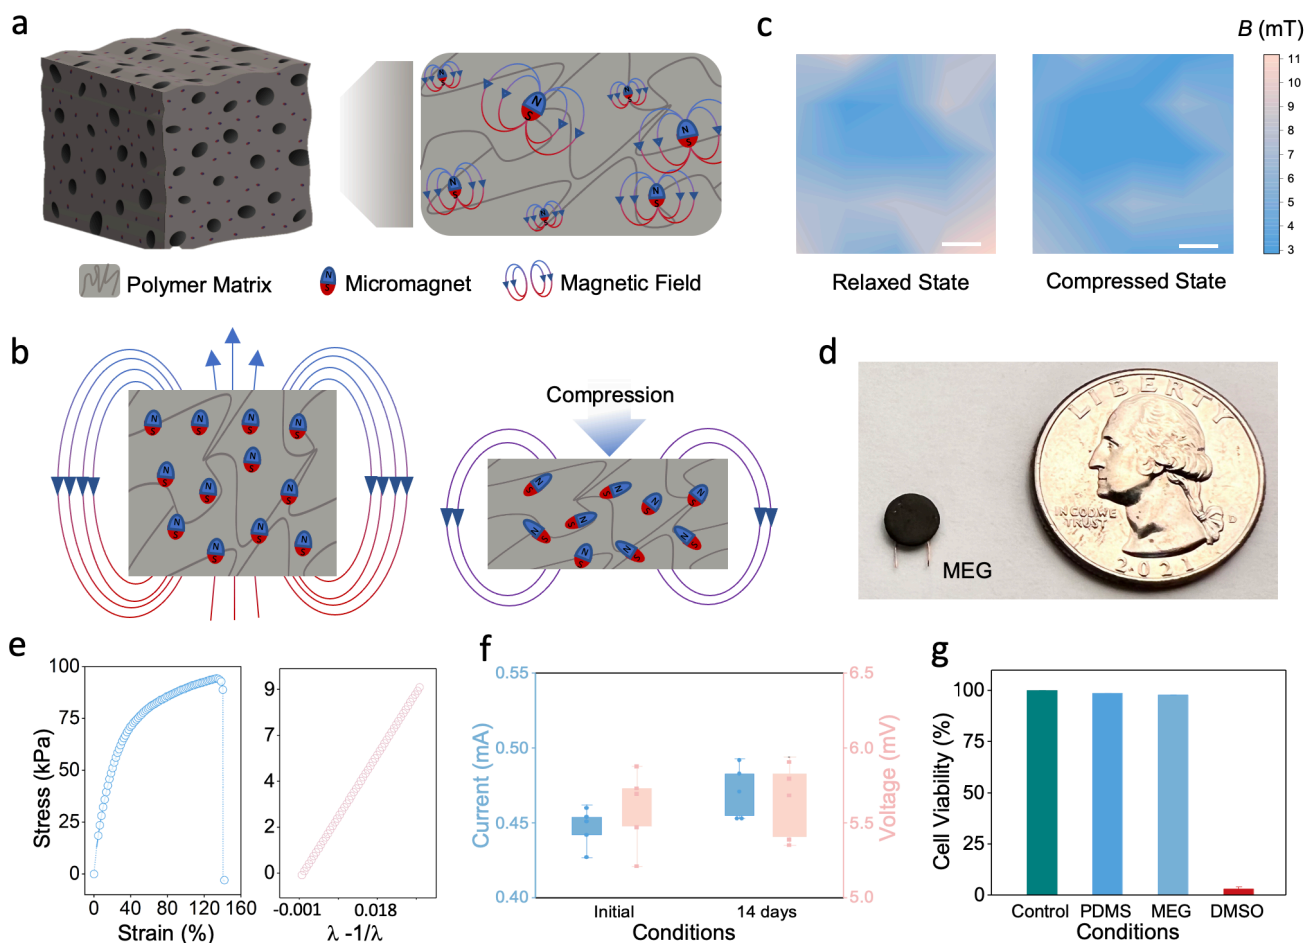 a
N
S
Polymer Matrix
N
S
Micromagnet
Magnetic Field
b
Compression
c
B (mT)
11
10
9
8
7
6
5
4
3
Relaxed State
Compressed State
d
LIBERTY
IN GOD WE
TRUST
D
2021
MEG
e
Stress (kPa)
100
75
50
25
0
0 40 80 120 160
Strain (%)
9
7
4
2
0
-0.001 0.018
λ -1/λ
f
Current (mA)
0.55
0.50
0.45
0.40
Voltage (mV)
6.5
6.0
5.5
5.0
Initial 14 days
Conditions
g
Cell Viability (%)
100
75
50
25
0
Control PDMS MEG DMSO
Conditions